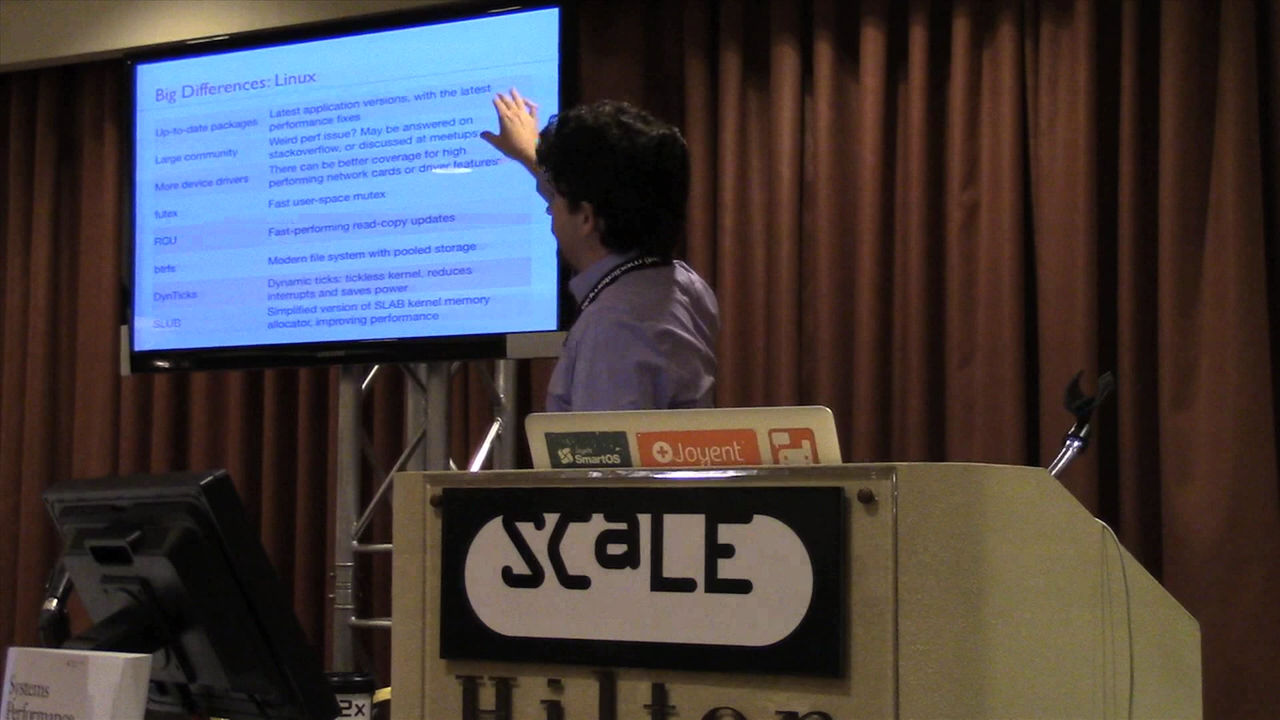 Big Differences: Linux
Up-to-date packages
Latest application versions, with the latest
performance fixes
Large community
Weird perf issue? May be answered on
stackoverflow, or discussed at meetups
More device drivers
There can be better coverage for high
performing network cards or driver features
futex
Fast user-space mutex
RCU
Fast-performing read-copy updates
btrfs
Modern file system with pooled storage
DynTicks
Dynamic ticks: tickless kernel, reduces
interrupts and saves power
SLUB
Simplified version of SLAB kernel memory
allocator, improving performance
Joyent
SmartOS
Joyent
SCaLE
Hilton
Systems
Performance
2x